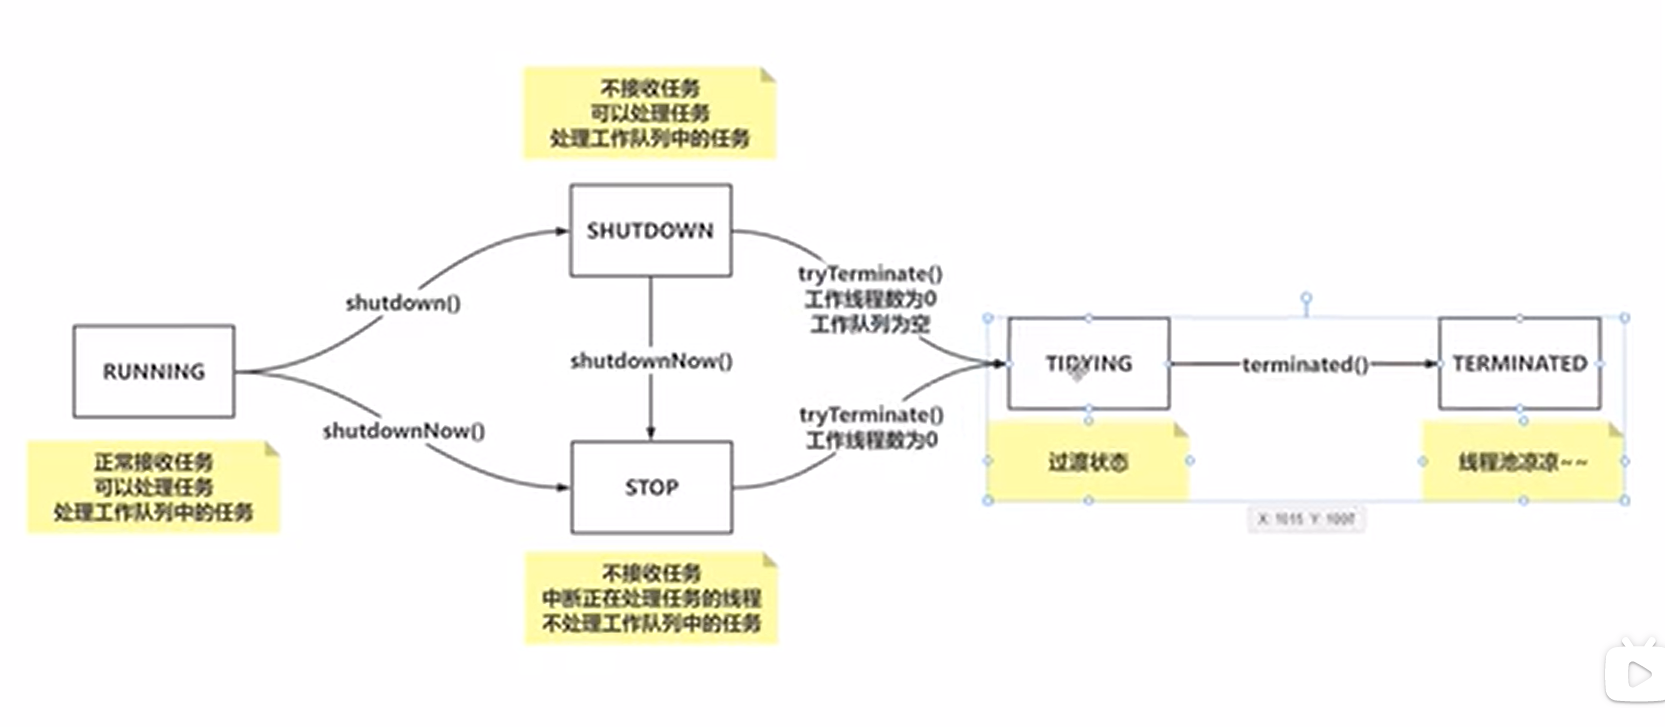 不接收任务
可以处理任务
处理工作队列中的任务
SHUTDOWN
tryTerminate()
工作线程数为0
工作队列为空
shutdown()
RUNNING
shutdownNow()
TIDYING
terminated()
TERMINATED
shutdownNow()
tryTerminate()
工作线程数为0
正常接收任务
可以处理任务
处理工作队列中的任务
STOP
过渡状态
线程池凉凉~~
不接收任务
中断正在处理任务的线程
不处理工作队列中的任务